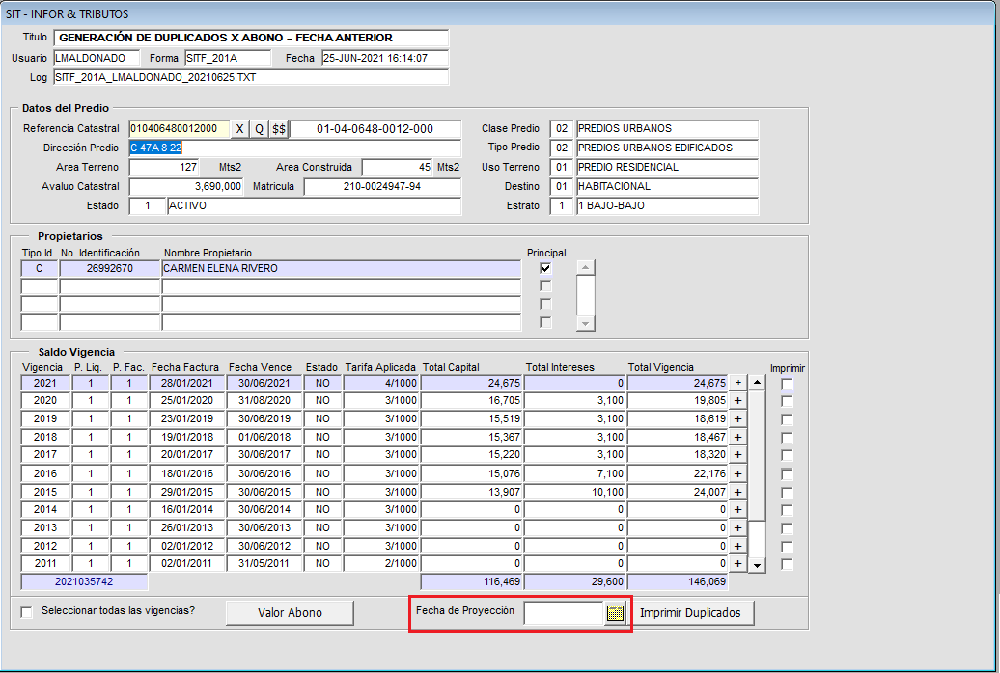 SIT - INFOR & TRIBUTOS
Titulo GENERACIÓN DE DUPLICADOS X ABONO – FECHA ANTERIOR
Usuario LMALDONADO Forma SITF_201A Fecha 25-JUN-2021 16:14:07
Log SITF_201A_LMALDONADO_20210625.TXT
Datos del Predio
Referencia Catastral 010406480012000 X Q $$ 01-04-0648-0012-000 Clase Predio 02 PREDIOS URBANOS
Dirección Predio C 47A 8 22 Tipo Predio 02 PREDIOS URBANOS EDIFICADOS
Area Terreno 127 Mts2 Area Construida 45 Mts2 Uso Terreno 01 PREDIO RESIDENCIAL
Avaluo Catastral 3,690,000 Matricula 210-0024947-94 Destino 01 HABITACIONAL
Estado 1 ACTIVO Estrato 1 1 BAJO-BAJO
Propietarios
Tipo Id. No. Identificación Nombre Propietario Principal
C 26992670 CARMEN ELENA RIVERO
Saldo Vigencia
Vigencia P. Liq. P. Fac. Fecha Factura Fecha Vence Estado Tarifa Aplicada Total Capital Total Intereses Total Vigencia Imprimir
2021 1 1 28/01/2021 30/06/2021 NO 4/1000 24,675 0 24,675 +
2020 1 1 25/01/2020 31/08/2020 NO 3/1000 16,705 3,100 19,805 +
2019 1 1 23/01/2019 30/06/2019 NO 3/1000 15,519 3,100 18,619 +
2018 1 1 19/01/2018 01/06/2018 NO 3/1000 15,367 3,100 18,467 +
2017 1 1 20/01/2017 30/06/2017 NO 3/1000 15,220 3,100 18,320 +
2016 1 1 18/01/2016 30/06/2016 NO 3/1000 15,076 7,100 22,176 +
2015 1 1 29/01/2015 30/06/2015 NO 3/1000 13,907 10,100 24,007 +
2014 1 1 16/01/2014 30/06/2014 NO 3/1000 0 0 0 +
2013 1 1 26/01/2013 30/06/2013 NO 3/1000 0 0 0 +
2012 1 1 02/01/2012 30/06/2012 NO 3/1000 0 0 0 +
2011 1 1 02/01/2011 31/05/2011 NO 2/1000 0 0 0 +
2021035742 116,469 29,600 146,069
Seleccionar todas las vigencias? Valor Abono Fecha de Proyección Imprimir Duplicados